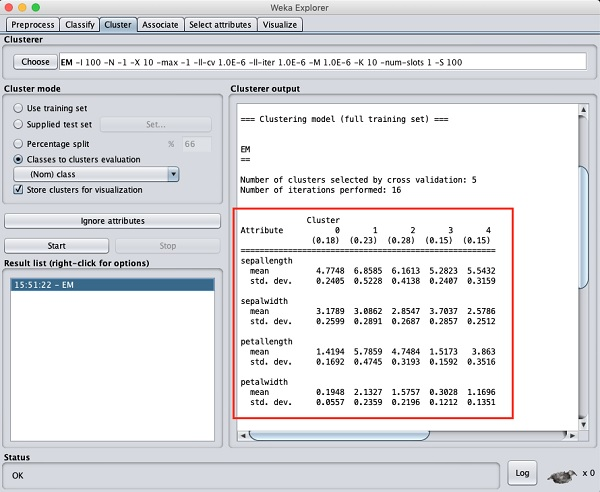 Weka Explorer
Preprocess Classify Cluster Associate Select attributes Visualize
Clusterer
Choose EM -I 100 -N -1 -X 10 -max -1 -ll-cv 1.0E-6 -ll-iter 1.0E-6 -M 1.0E-6 -K 10 -num-slots 1 -S 100
Cluster mode
Use training set
Supplied test set Set...
Percentage split % 66
Classes to clusters evaluation
(Nom) class
Store clusters for visualization
Ignore attributes
Start Stop
Result list (right-click for options)
15:51:22 - EM
Clusterer output
=== Clustering model (full training set) ===
EM
==
Number of clusters selected by cross validation: 5
Number of iterations performed: 16
Cluster
Attribute 0 1 2 3 4
(0.18) (0.23) (0.28) (0.15) (0.15)
======================================================
sepallength
mean 4.7748 6.8585 6.1613 5.2823 5.5432
std. dev. 0.2405 0.5228 0.4138 0.2407 0.3159
sepalwidth
mean 3.1789 3.0862 2.8547 3.7037 2.5786
std. dev. 0.2599 0.2891 0.2687 0.2857 0.2512
petallength
mean 1.4194 5.7859 4.7484 1.5173 3.863
std. dev. 0.1692 0.4745 0.3193 0.1592 0.3516
petalwidth
mean 0.1948 2.1327 1.5757 0.3028 1.1696
std. dev. 0.0557 0.2359 0.2196 0.1212 0.1351
Status
OK
Log x 0